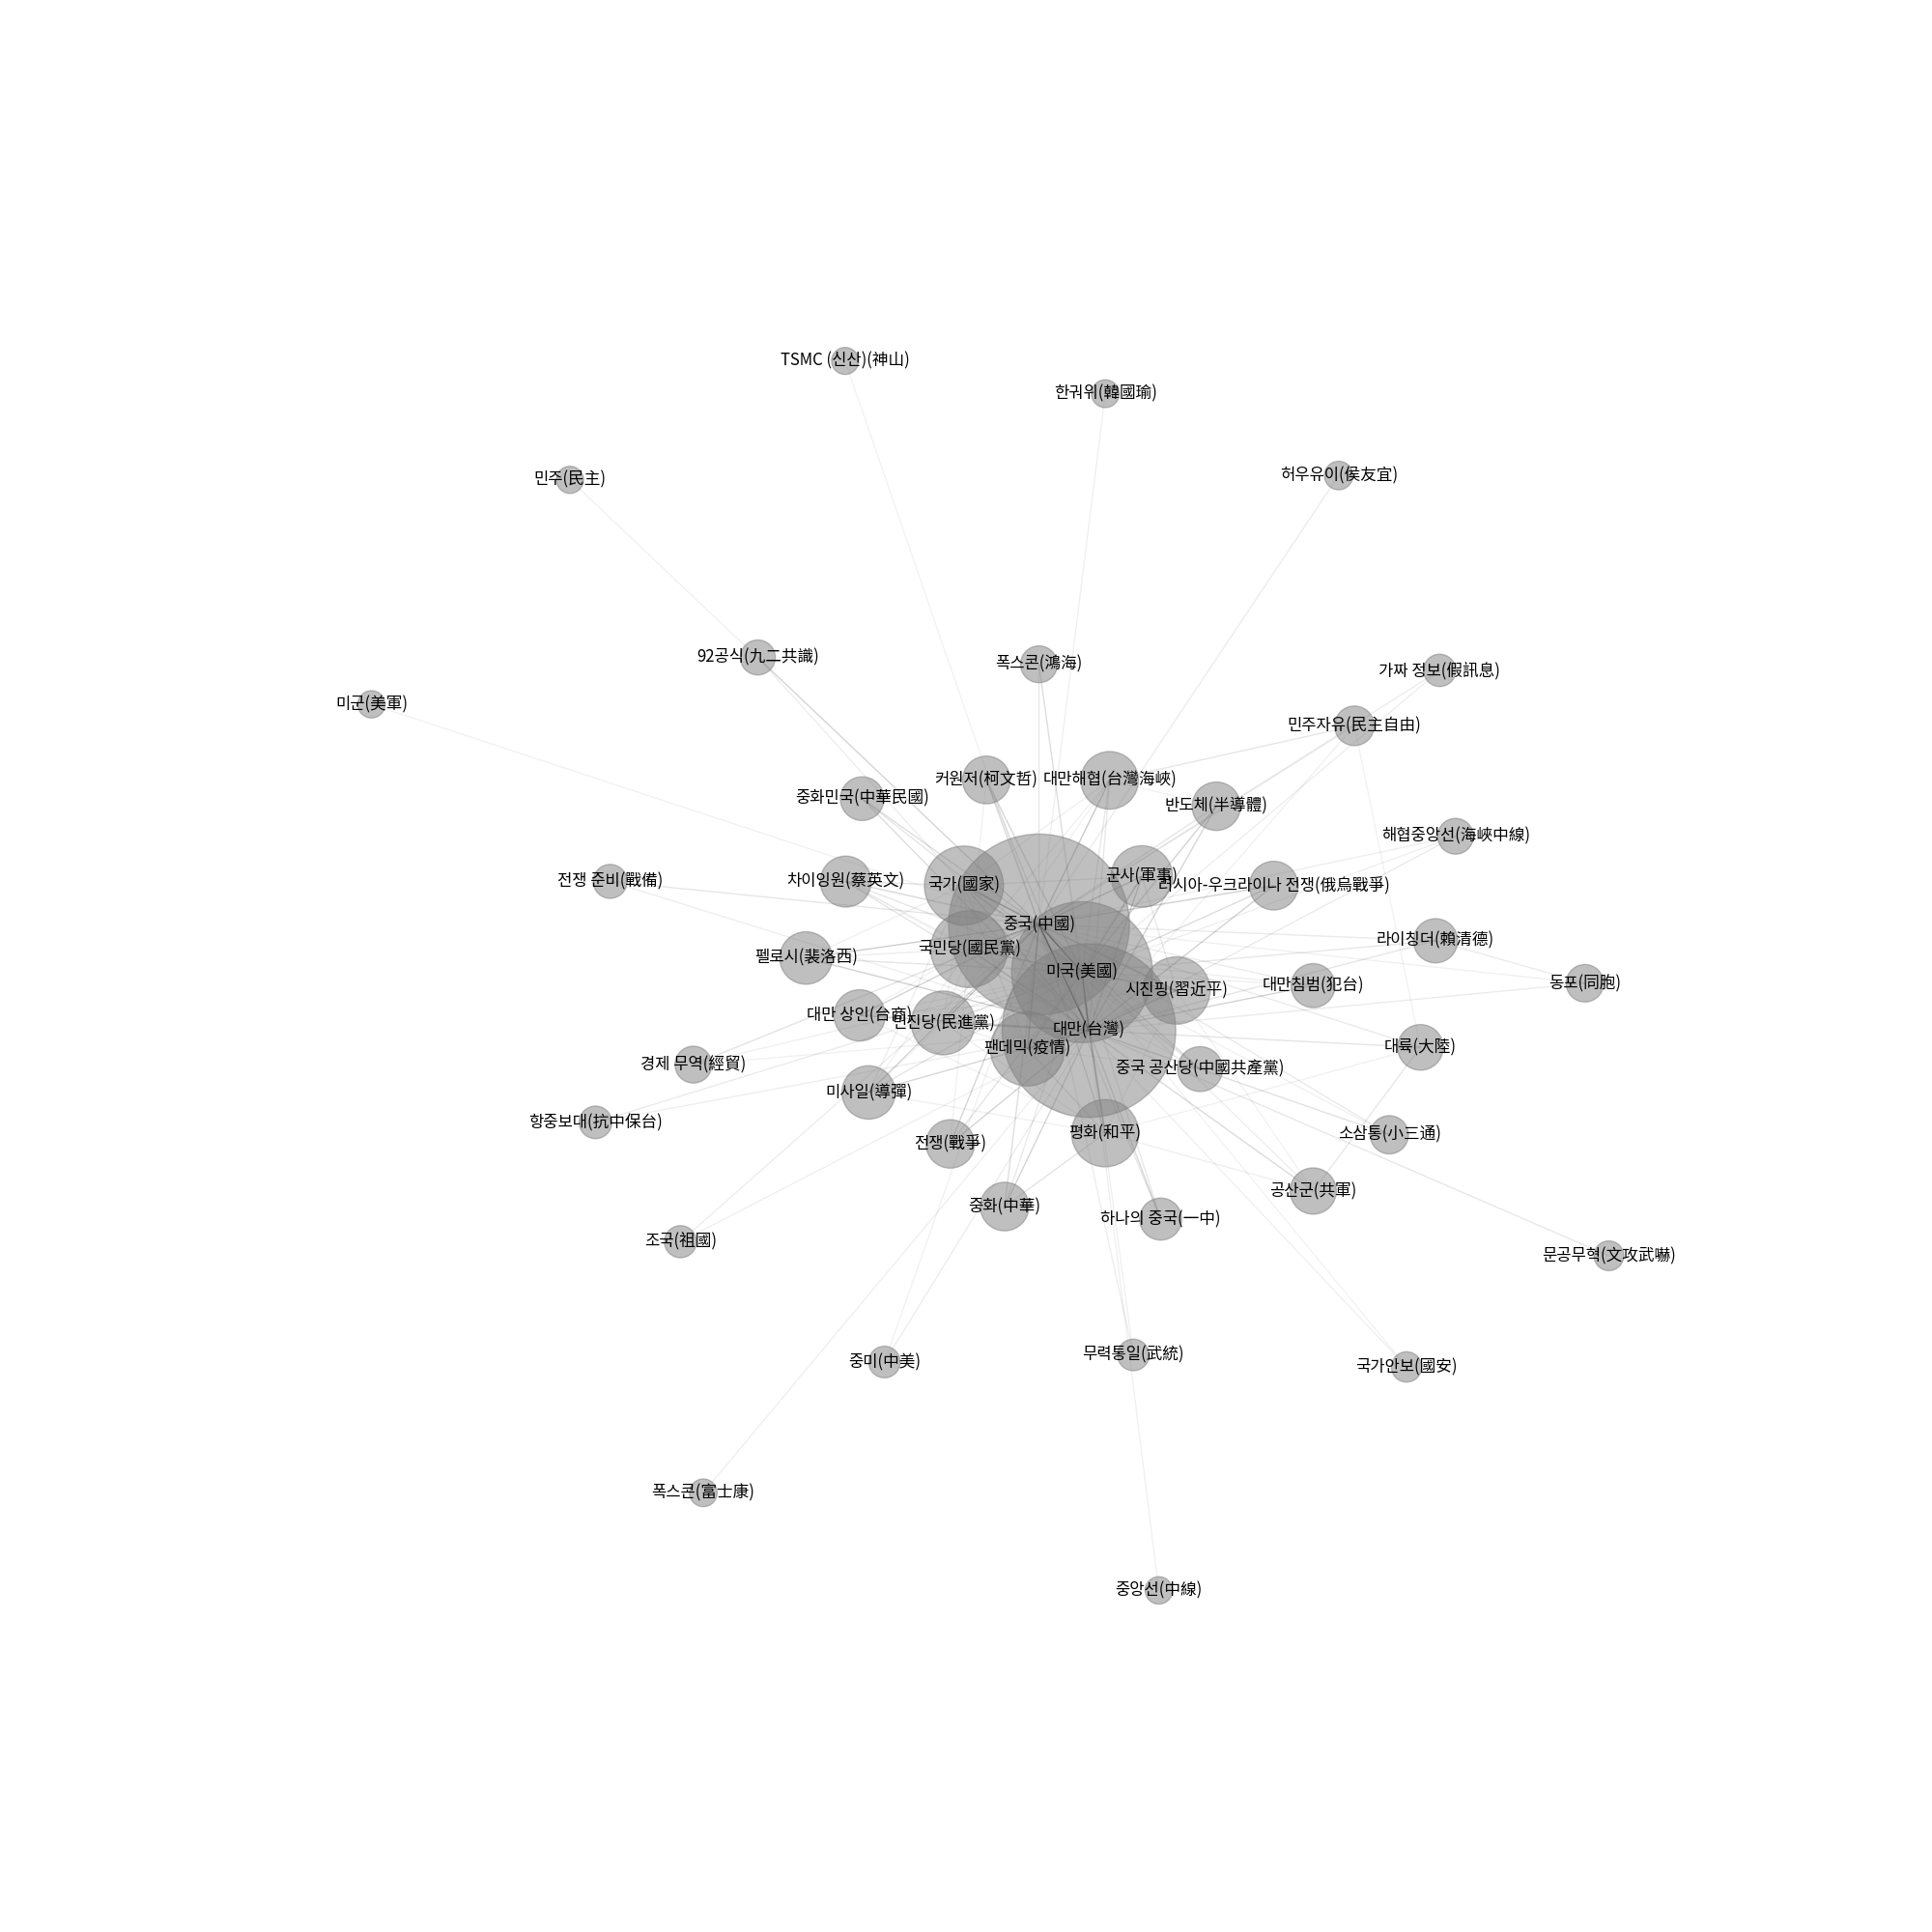 TSMC (신산)(神山)
한궈위(韓國瑜)
허우유이(侯友宜)
민주(民主)
92공식(九二共識)
폭스콘(鴻海)
가짜 정보(假訊息)
미군(美軍)
민주자유(民主自由)
커원저(柯文哲)
대만해협(台灣海峽)
중화민국(中華民國)
반도체(半導體)
해협중앙선(海峽中線)
군사(軍事)
전쟁 준비(戰備)
차이잉원(蔡英文)
국가(國家)
러시아-우크라이나 전쟁(俄烏戰爭)
중국(中國)
라이칭더(賴清德)
국민당(國民黨)
펠로시(裴洛西)
미국(美國)
동포(同胞)
대만침범(犯台)
시진핑(習近平)
대만 상인(台商)
민진당(民進黨)
대만(台灣)
팬데믹(疫情)
대륙(大陸)
경제 무역(經貿)
중국 공산당(中國共產黨)
미사일(導彈)
항중보대(抗中保台)
평화(和平)
소삼통(小三通)
전쟁(戰爭)
공산군(共軍)
중화(中華)
하나의 중국(一中)
조국(祖國)
문공무혁(文攻武嚇)
무력통일(武統)
중미(中美)
국가안보(國安)
폭스콘(富士康)
중앙선(中線)